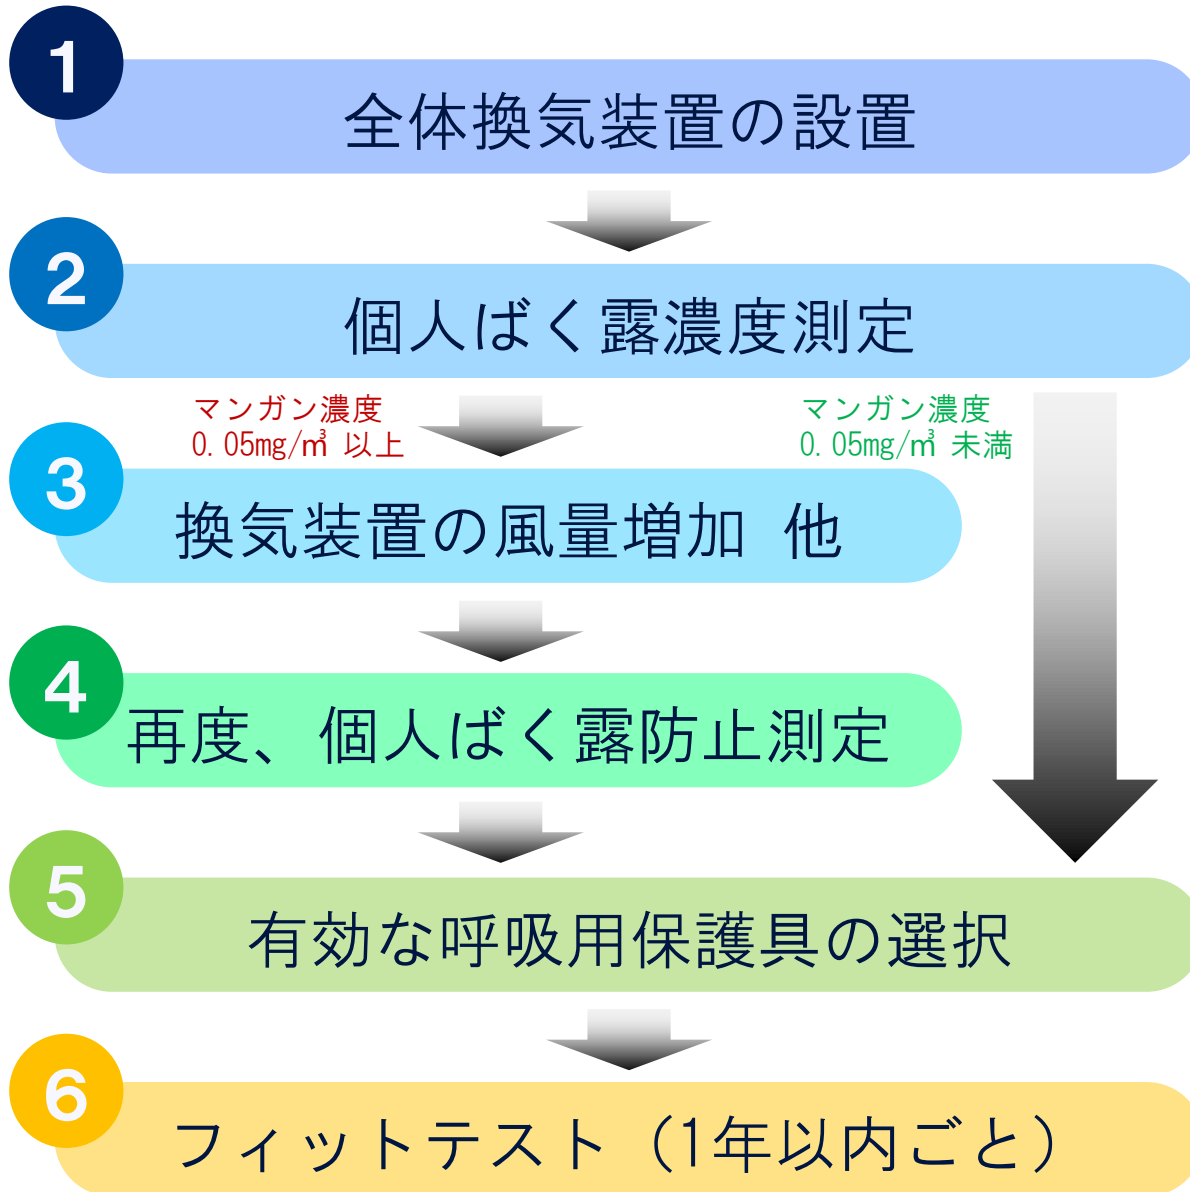 1
全体換気装置の設置
2
個人ばく露濃度測定
マンガン濃度
0.05mg/㎥ 以上
マンガン濃度
0.05mg/㎥ 未満
3
換気装置の風量増加 他
4
再度、個人ばく露防止測定
5
有効な呼吸用保護具の選択
6
フィットテスト（1年以内ごと）